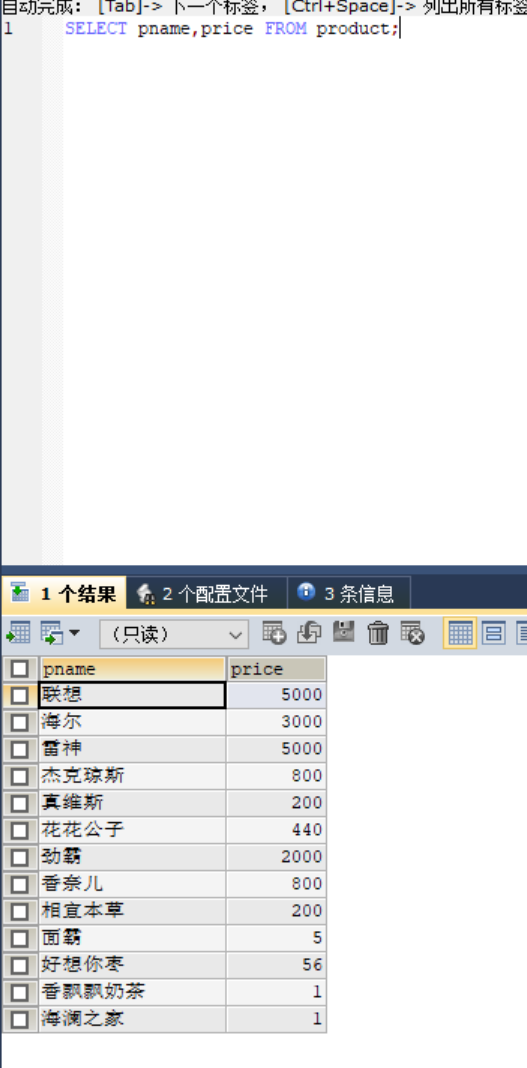 自动完成: [Tab]-> 下一个标签, [Ctrl+Space]-> 列出所有标签
1 SELECT pname,price FROM product;
1 个结果 2 个配置文件 3 条信息
(只读)
pname price
联想 5000
海尔 3000
雷神 5000
杰克琼斯 800
真维斯 200
花花公子 440
劲霸 2000
香奈儿 800
相宜本草 200
面霸 5
好想你枣 56
香飘飘奶茶 1
海澜之家 1